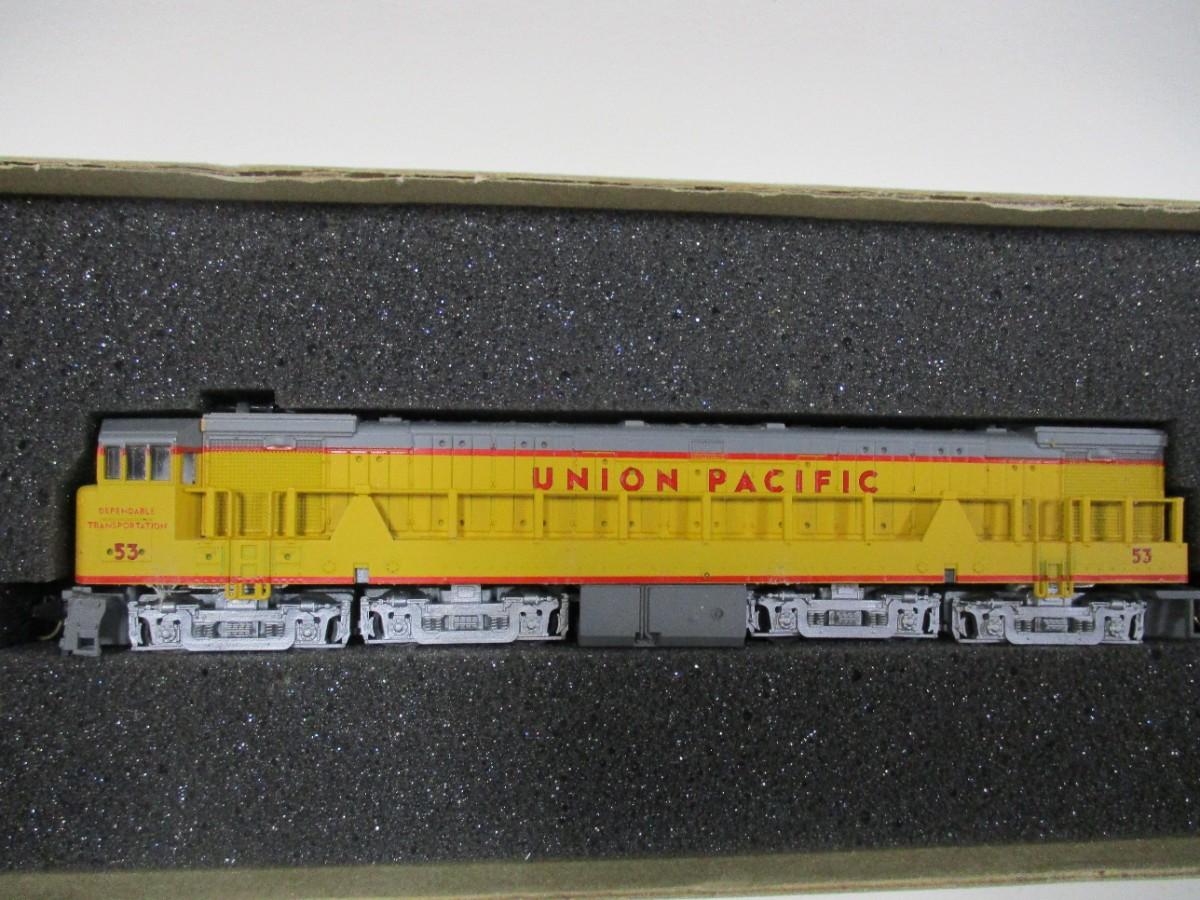 UNION PACIFIC
DEPENDABLE
TRANSPORTATION
53
53